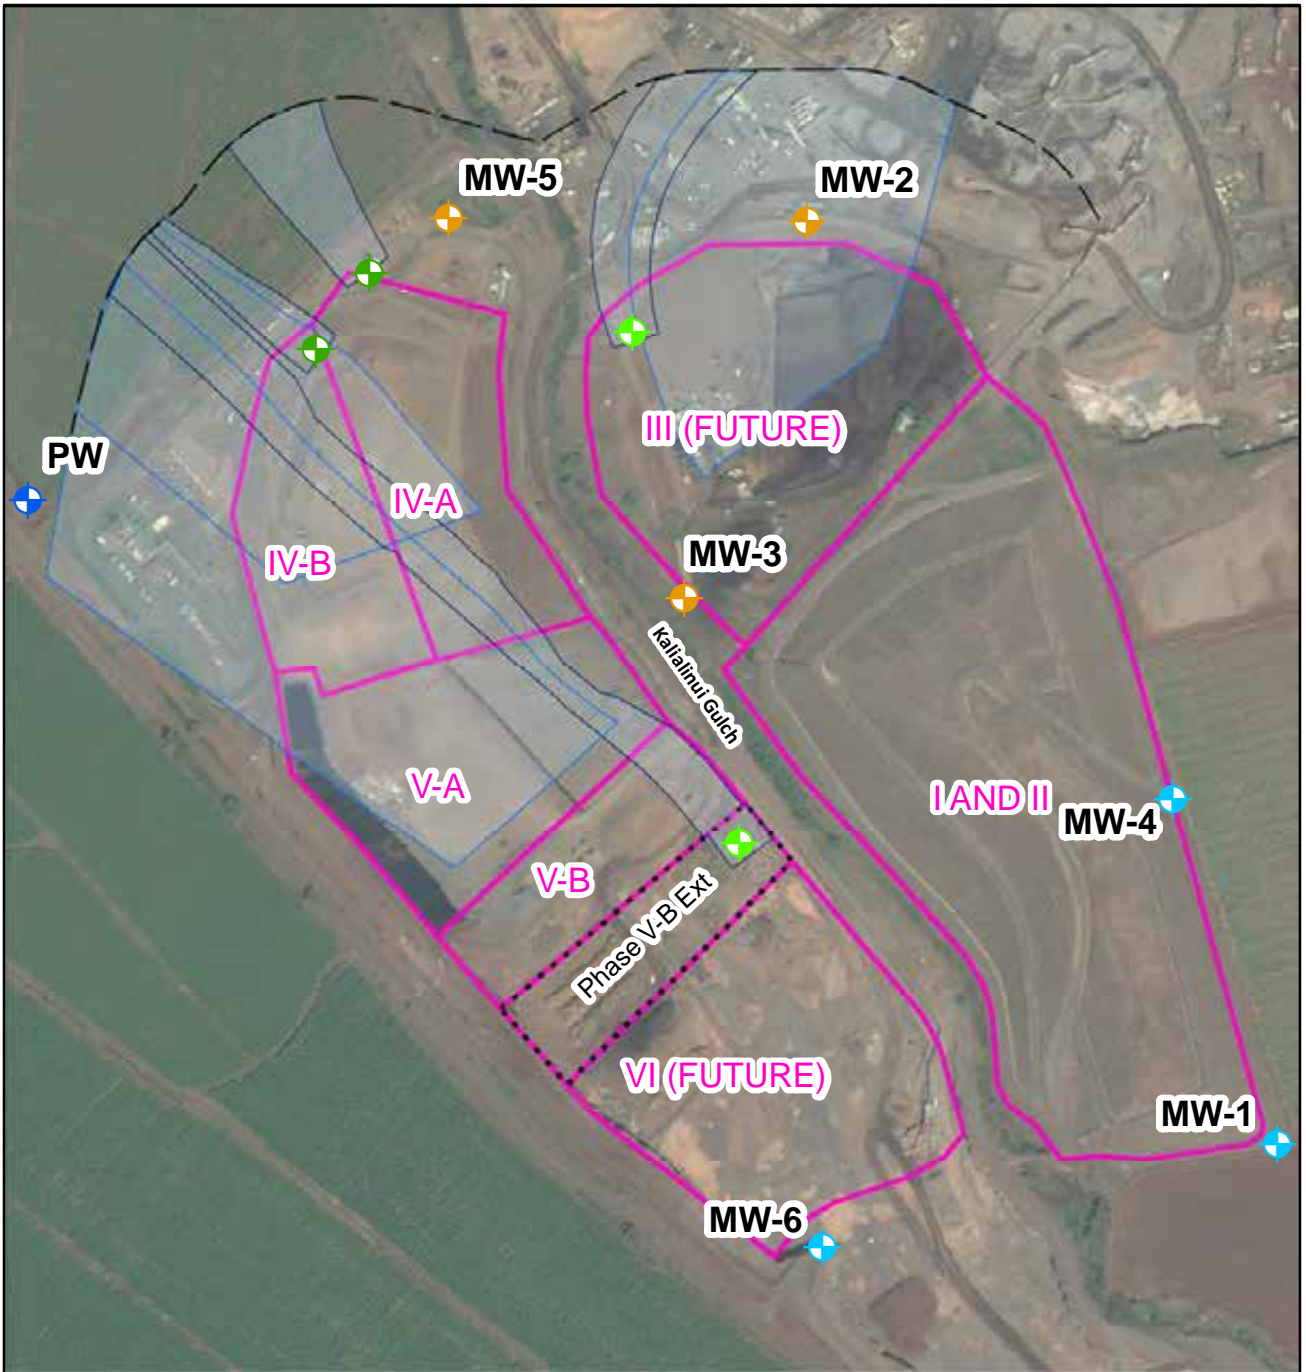 MW-5
MW-2
PW
III (FUTURE)
IV-A
IV-B
MW-3
Kalialinui Gulch
V-A
I AND II
MW-4
V-B
Phase V-B Ext
VI (FUTURE)
MW-1
MW-6